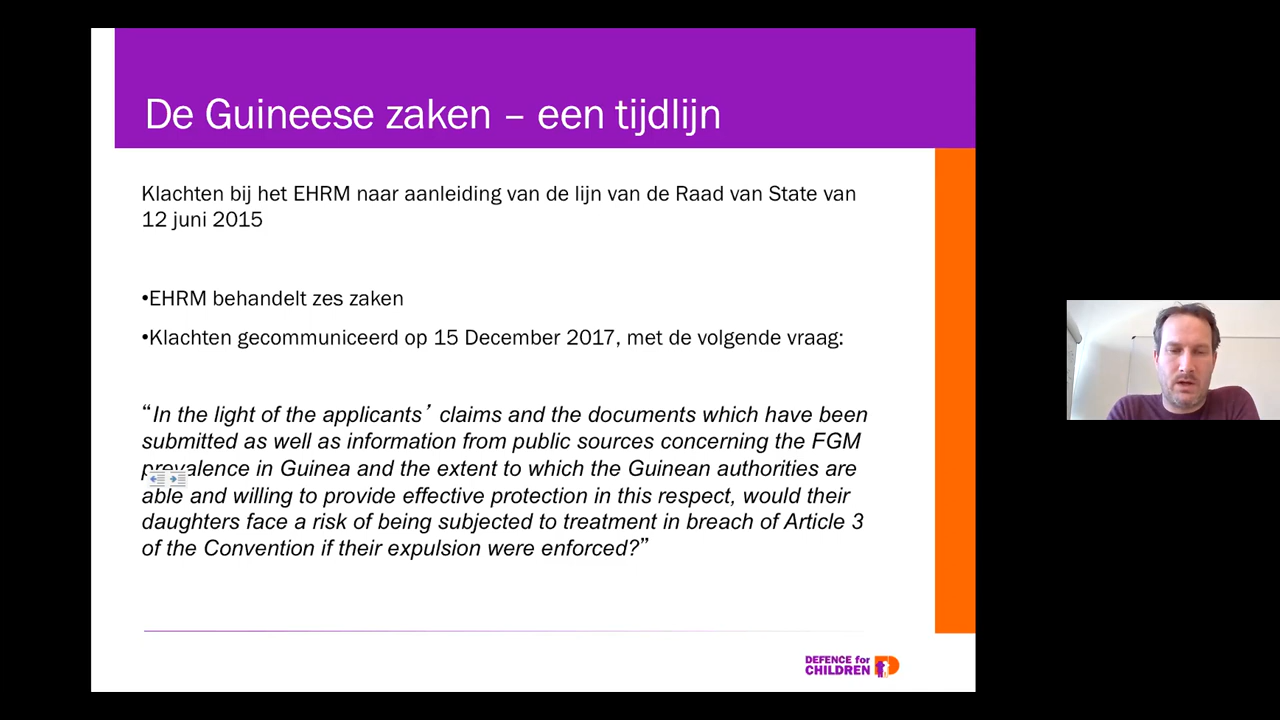 De Guineese zaken – een tijdlijn
Klachten bij het EHRM naar aanleiding van de lijn van de Raad van State van
12 juni 2015
•EHRM behandelt zes zaken
•Klachten gecommuniceerd op 15 December 2017, met de volgende vraag:
“In the light of the applicants’ claims and the documents which have been
submitted as well as information from public sources concerning the FGM
prevalence in Guinea and the extent to which the Guinean authorities are
able and willing to provide effective protection in this respect, would their
daughters face a risk of being subjected to treatment in breach of Article 3
of the Convention if their expulsion were enforced?”
DEFENCE for
CHILDREN